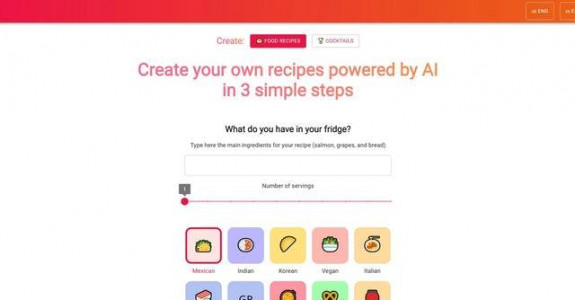 us ENG
es E
Create: FOOD RECIPES COCKTAILS
Create your own recipes powered by AI
in 3 simple steps
What do you have in your fridge?
Type here the main ingredients for your recipe (salmon, grapes, and bread)
Number of servings
1
Mexican Indian Korean Vegan Italian
GR